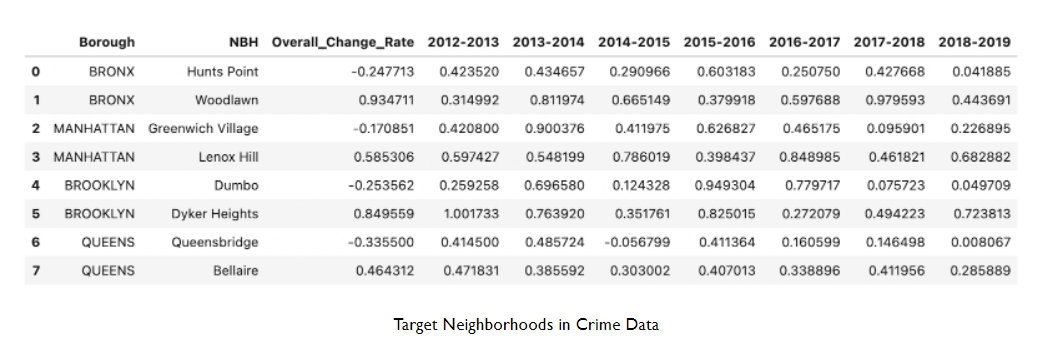 Borough NBH Overall_Change_Rate 2012-2013 2013-2014 2014-2015 2015-2016 2016-2017 2017-2018 2018-2019
0 BRONX Hunts Point -0.247713 0.423520 0.434657 0.290966 0.603183 0.250750 0.427668 0.041885
1 BRONX Woodlawn 0.934711 0.314992 0.811974 0.665149 0.379918 0.597688 0.979593 0.443691
2 MANHATTAN Greenwich Village -0.170851 0.420800 0.900376 0.411975 0.626827 0.465175 0.095901 0.226895
3 MANHATTAN Lenox Hill 0.585306 0.597427 0.548199 0.786019 0.398437 0.848985 0.461821 0.682882
4 BROOKLYN Dumbo -0.253562 0.259258 0.696580 0.124328 0.949304 0.779717 0.075723 0.049709
5 BROOKLYN Dyker Heights 0.849559 1.001733 0.763920 0.351761 0.825015 0.272079 0.494223 0.723813
6 QUEENS Queensbridge -0.335500 0.414500 0.485724 -0.056799 0.411364 0.160599 0.146498 0.008067
7 QUEENS Bellaire 0.464312 0.471831 0.385592 0.303002 0.407013 0.338896 0.411956 0.285889
Target Neighborhoods in Crime Data